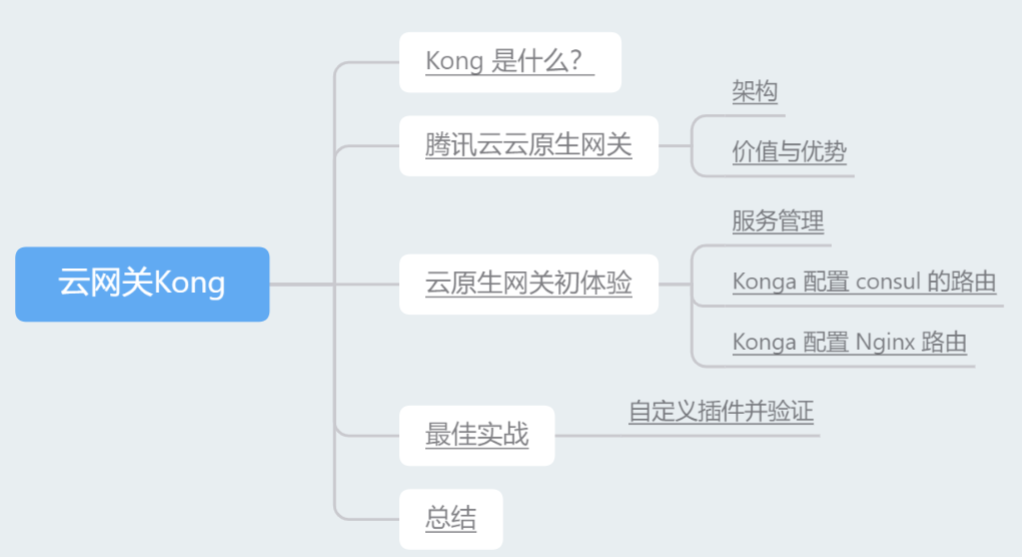 云网关Kong
Kong 是什么？
腾讯云云原生网关
架构
价值与优势
云原生网关初体验
服务管理
Konga 配置 consul 的路由
Konga 配置 Nginx 路由
最佳实战
自定义插件并验证
总结